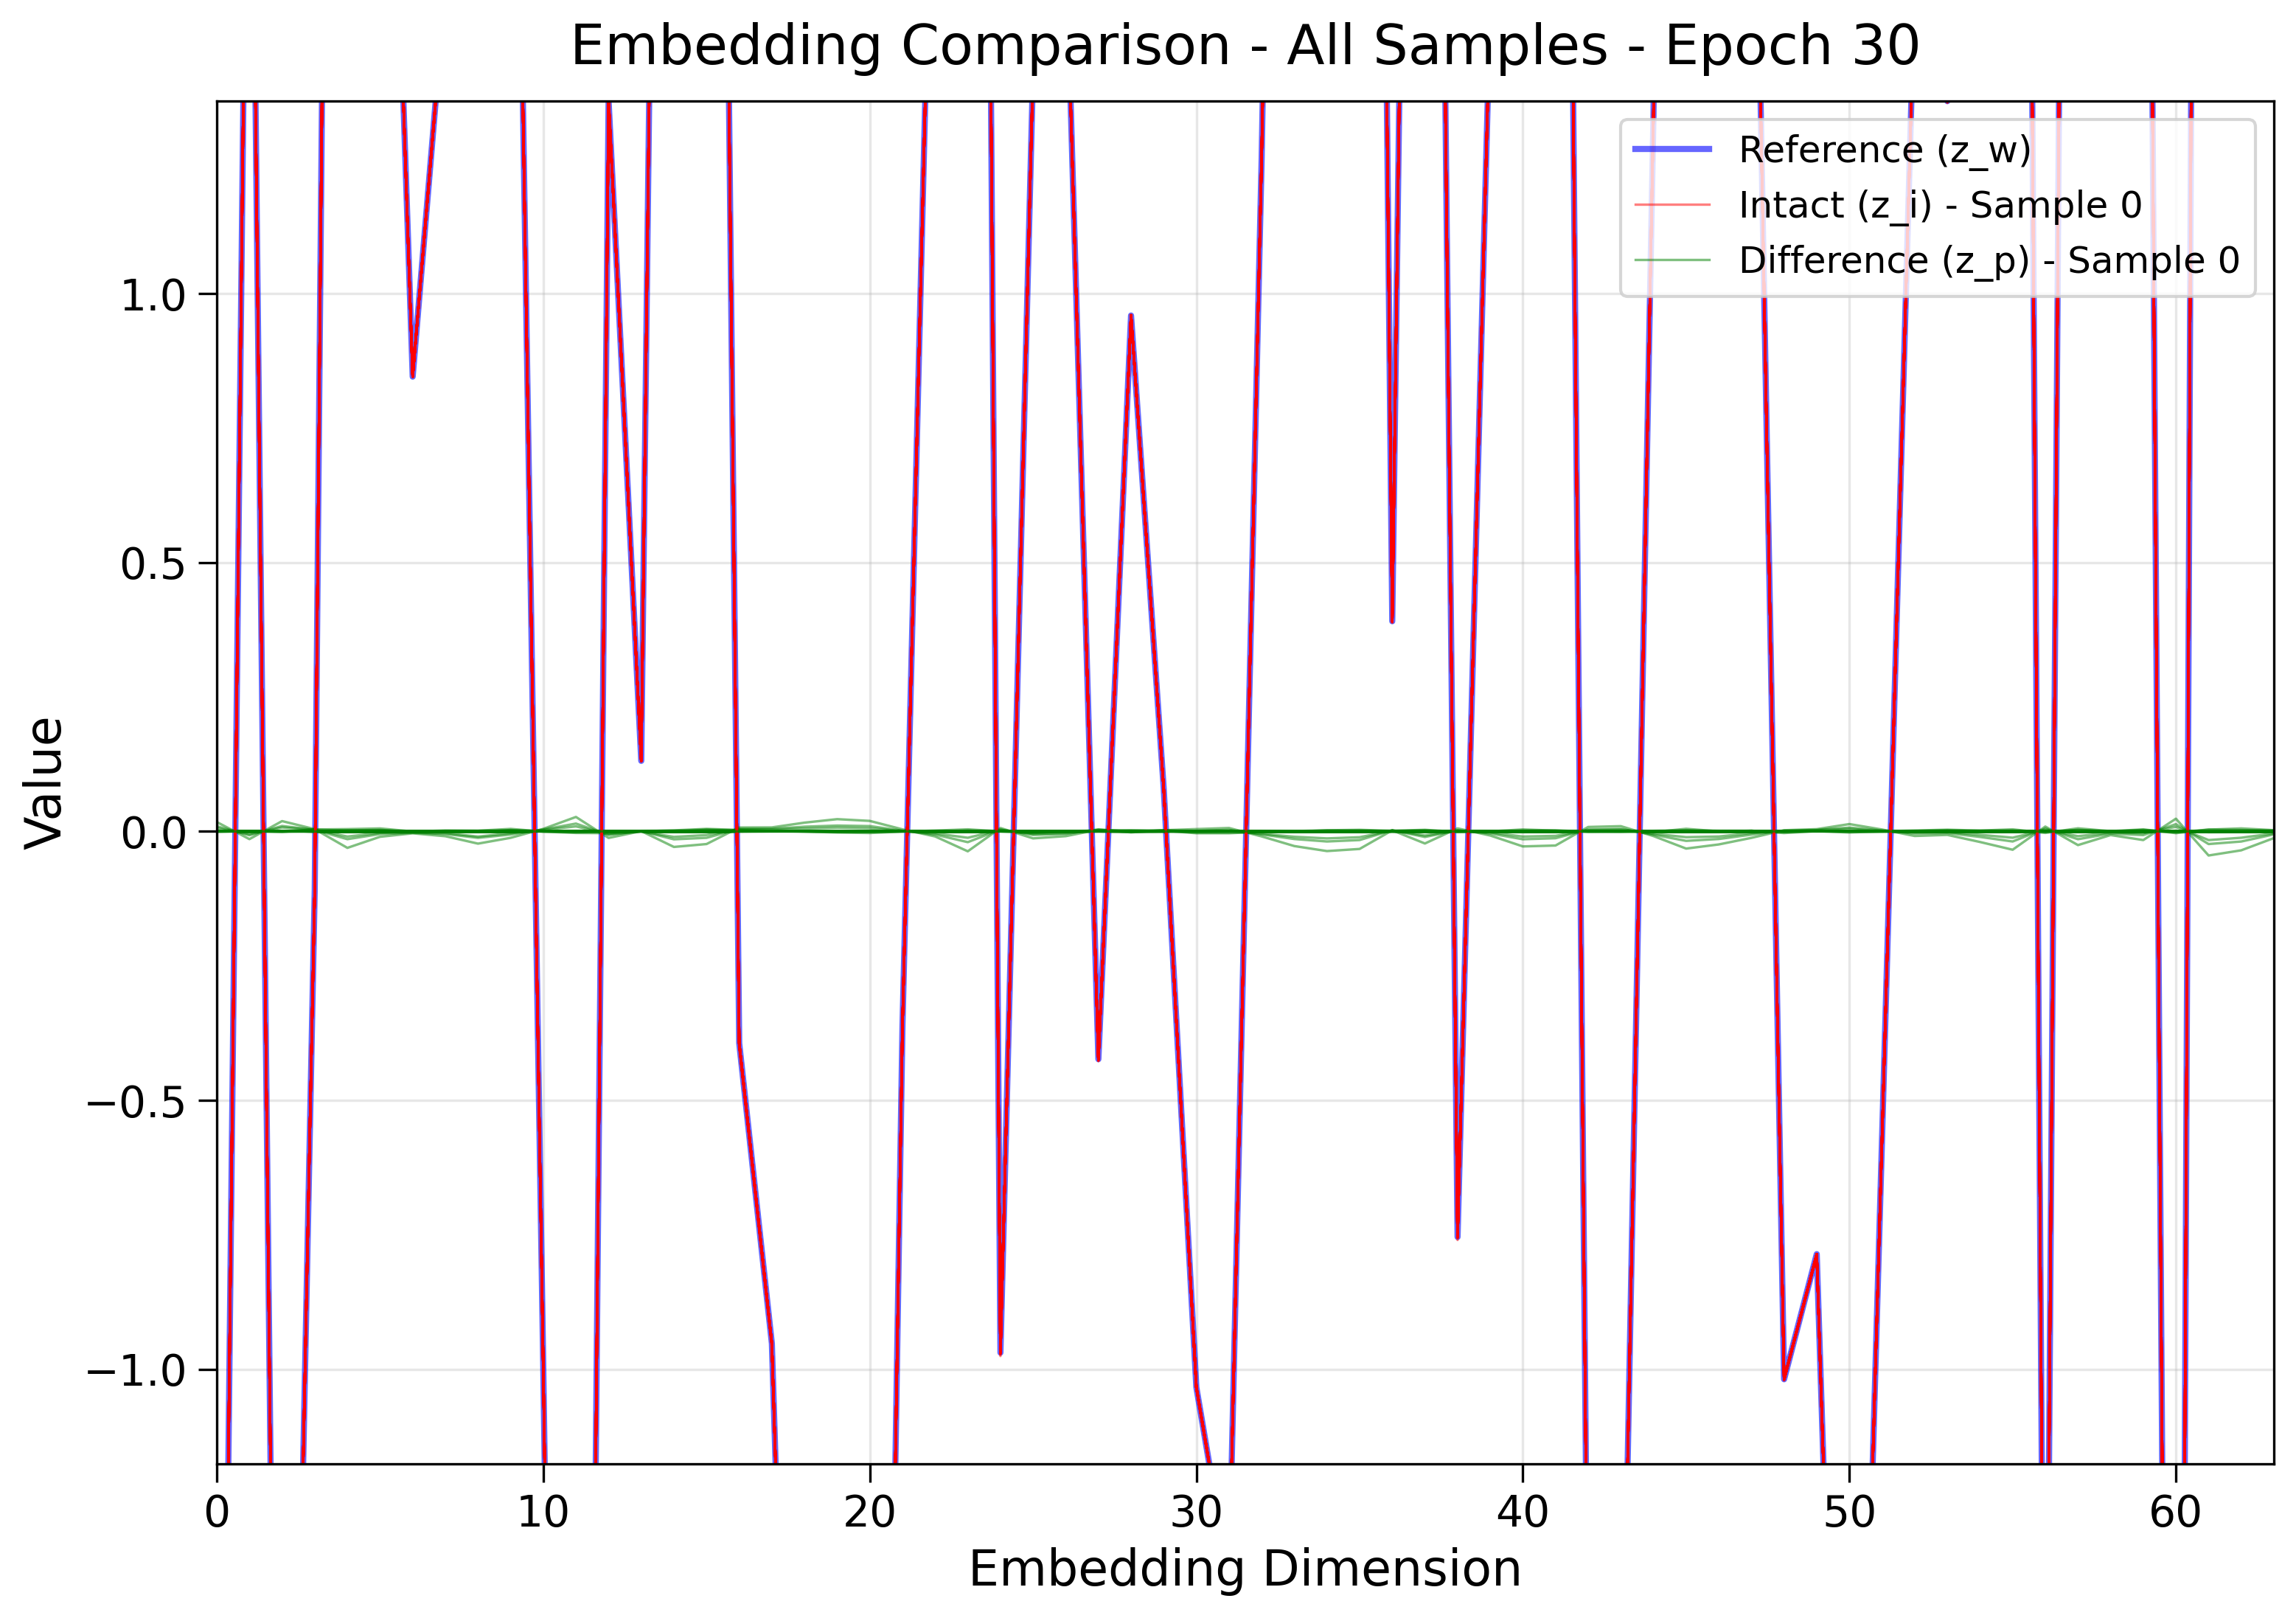 Embedding Comparison - All Samples - Epoch 30
Reference (z_w)
Intact (z_i) - Sample 0
Difference (z_p) - Sample 0
1.0
0.5
0.0
−0.5
−1.0
Value
0 10 20 30 40 50 60
Embedding Dimension